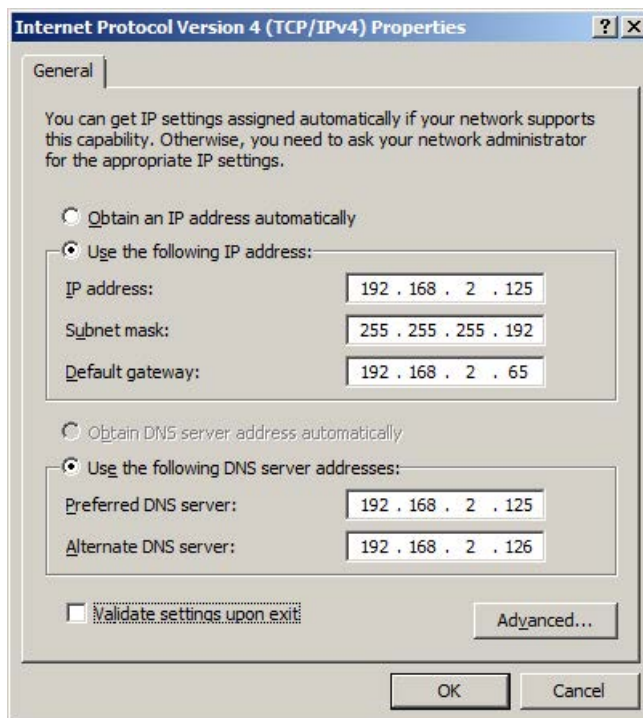 Internet Protocol Version 4 (TCP/IPv4) Properties
General
You can get IP settings assigned automatically if your network supports
this capability. Otherwise, you need to ask your network administrator
for the appropriate IP settings.
Obtain an IP address automatically
Use the following IP address:
IP address: 192 . 168 . 2 . 125
Subnet mask: 255 . 255 . 255 . 192
Default gateway: 192 . 168 . 2 . 65
Obtain DNS server address automatically
Use the following DNS server addresses:
Preferred DNS server: 192 . 168 . 2 . 125
Alternate DNS server: 192 . 168 . 2 . 126
Validate settings upon exit
Advanced...
OK Cancel